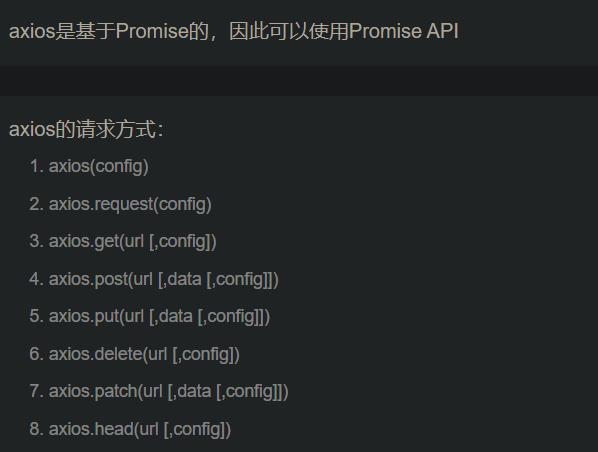 axios是基于Promise的，因此可以使用Promise API
axios的请求方式：
1. axios(config)
2. axios.request(config)
3. axios.get(url [,config])
4. axios.post(url [,data [,config]])
5. axios.put(url [,data [,config]])
6. axios.delete(url [,config])
7. axios.patch(url [,data [,config]])
8. axios.head(url [,config])